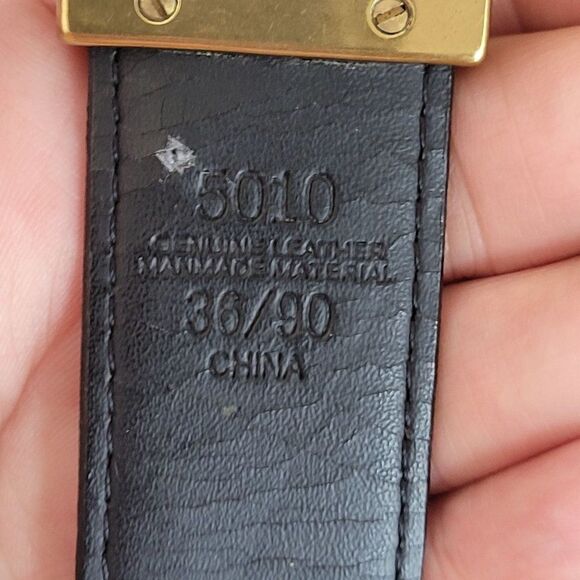 5010
GENUINE LEATHER
MANMADE MATERIAL
36/90
CHINA